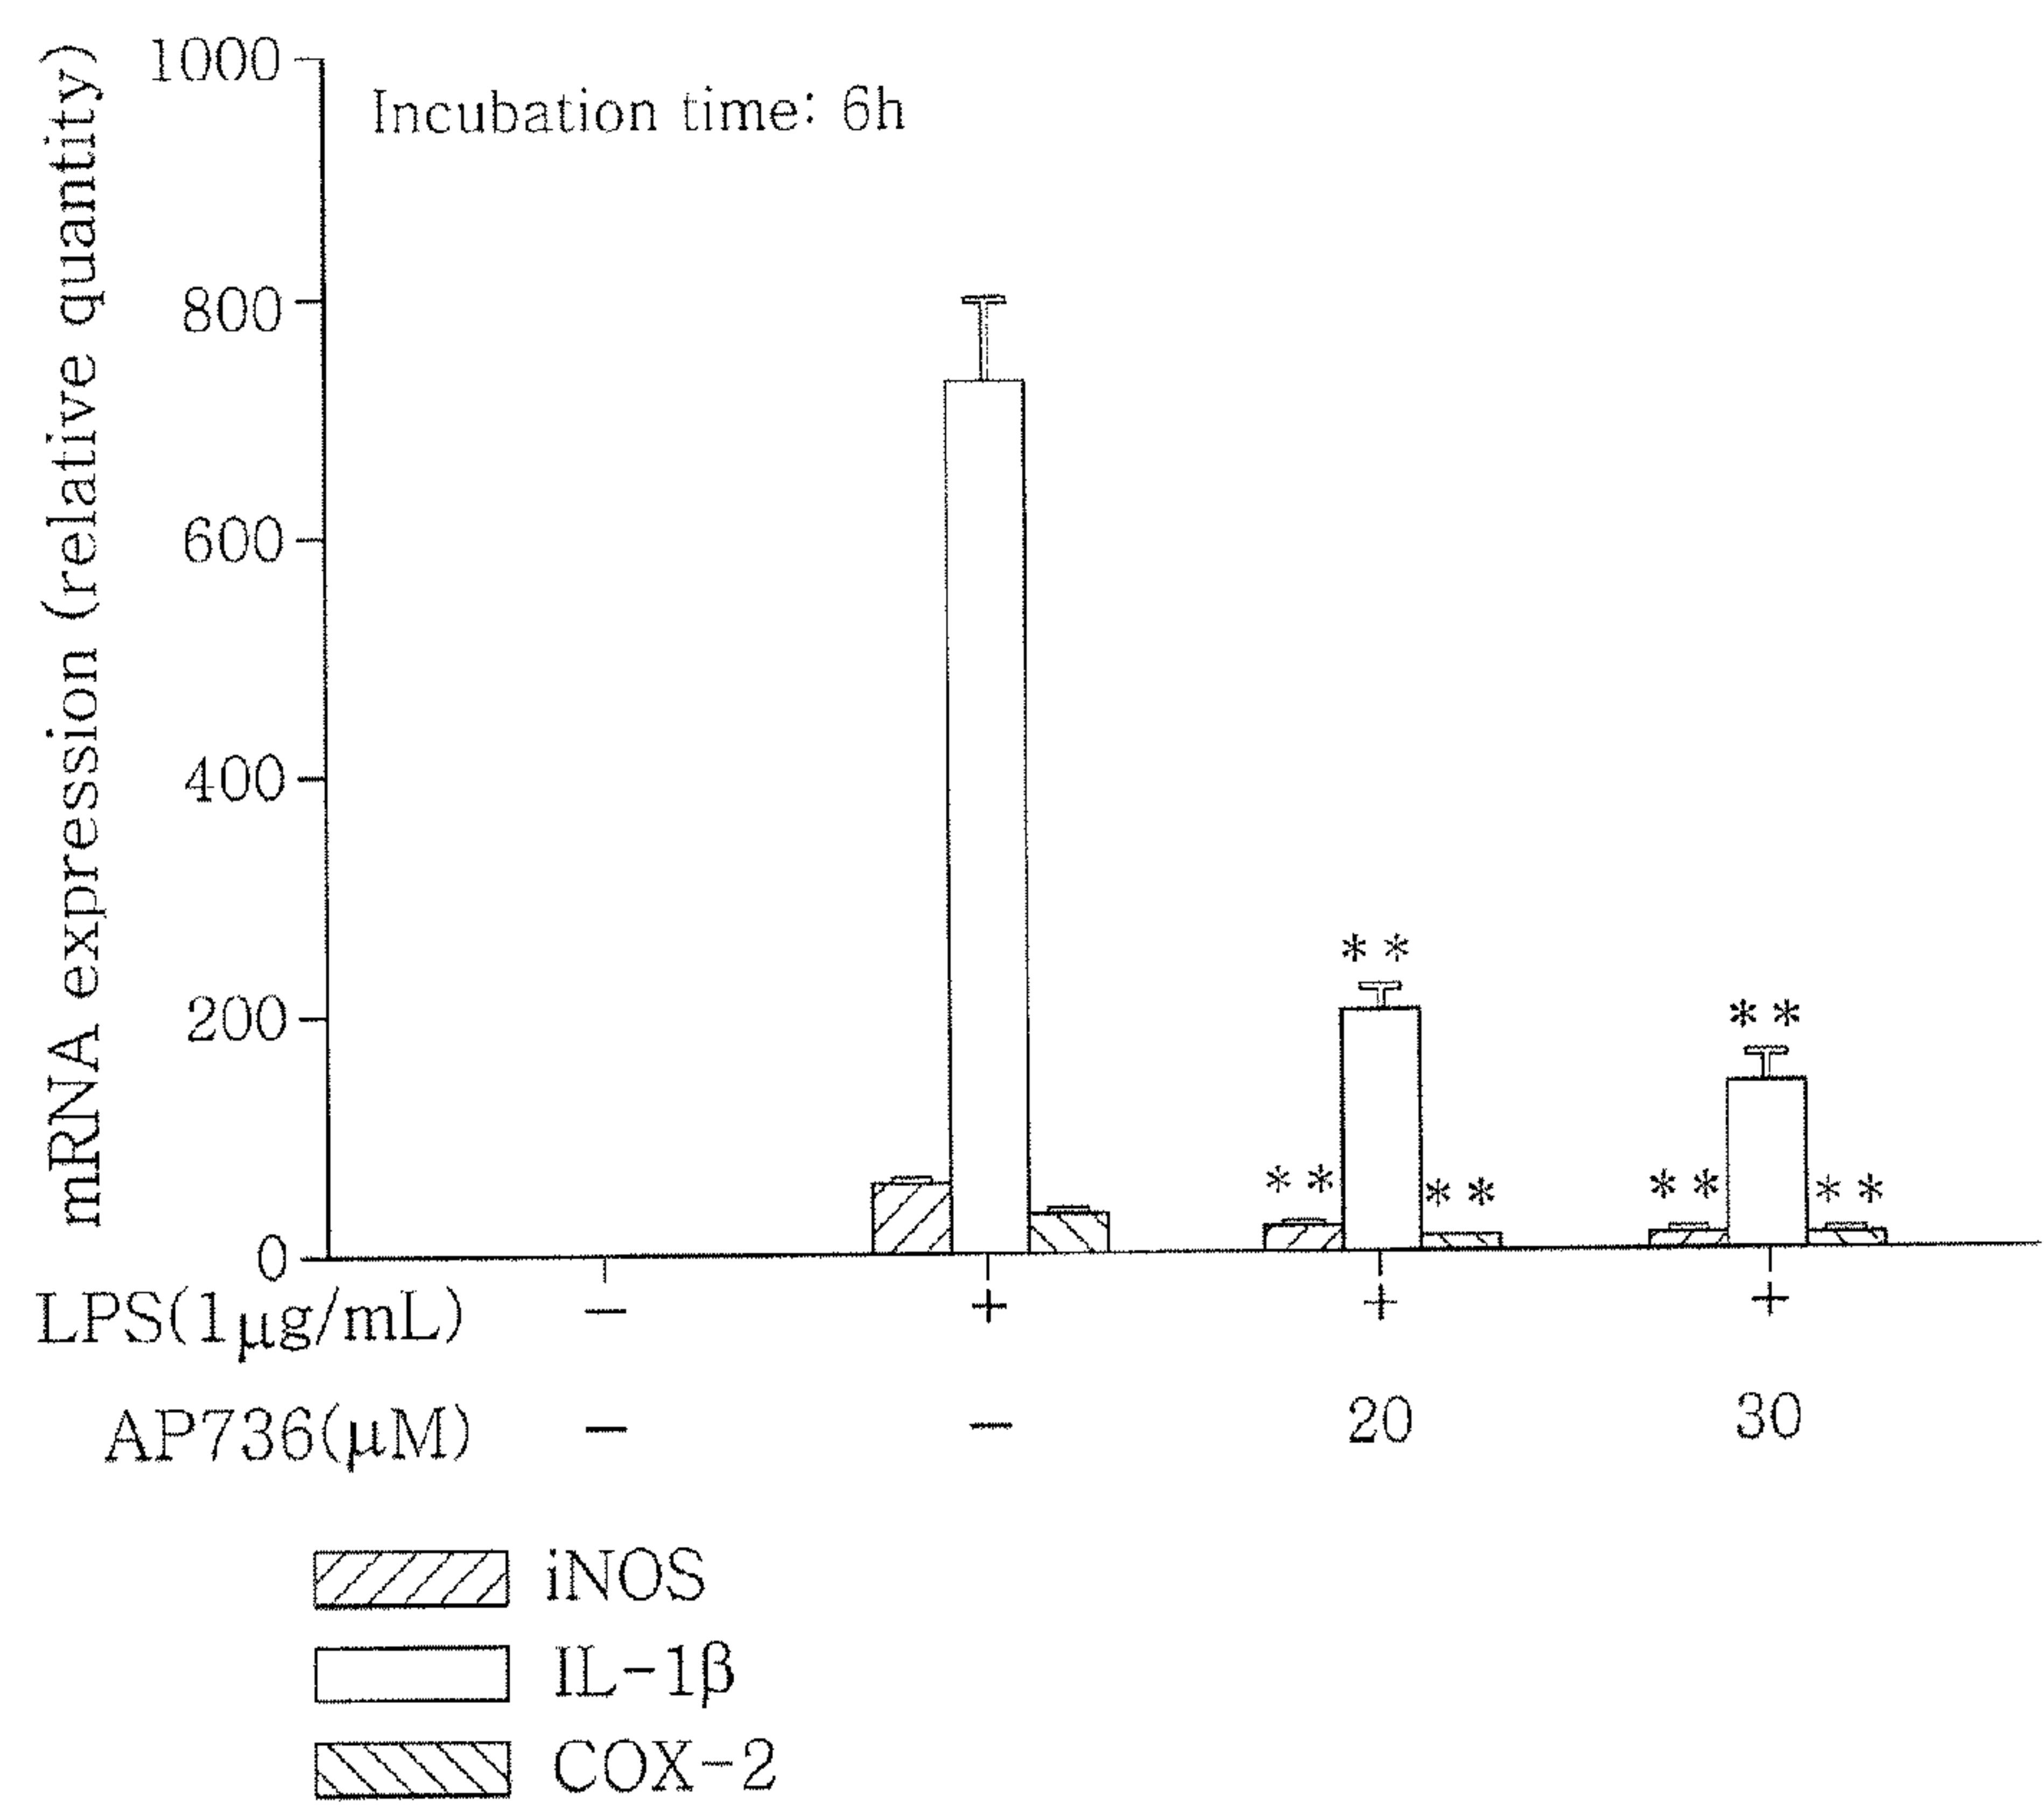 mRNA expression (relative quantity)
1000
800
600
400
200
0
Incubation time: 6h
** ** **
** ** **
LPS(1μg/mL) − + + +
AP736(μM) − − 20 30
iNOS
IL-1β
COX-2